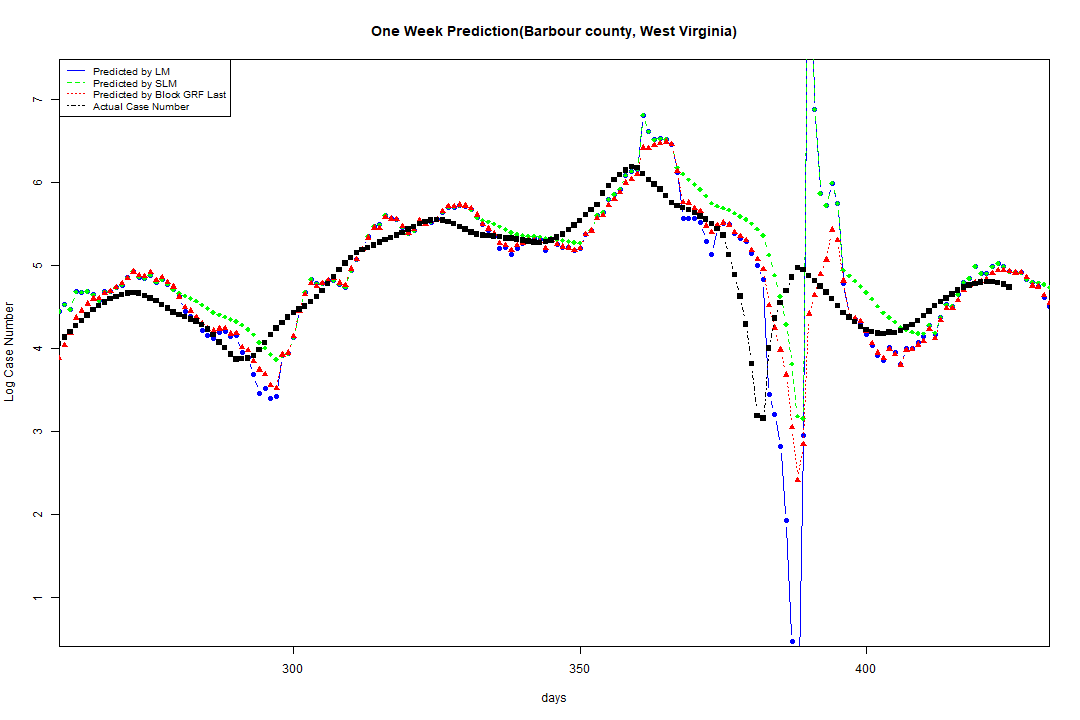 One Week Prediction(Barbour county, West Virginia)
Predicted by LM
Predicted by SLM
Predicted by Block GRF Last
Actual Case Number
7
6
5
4
3
2
1
Log Case Number
300
350
400
days